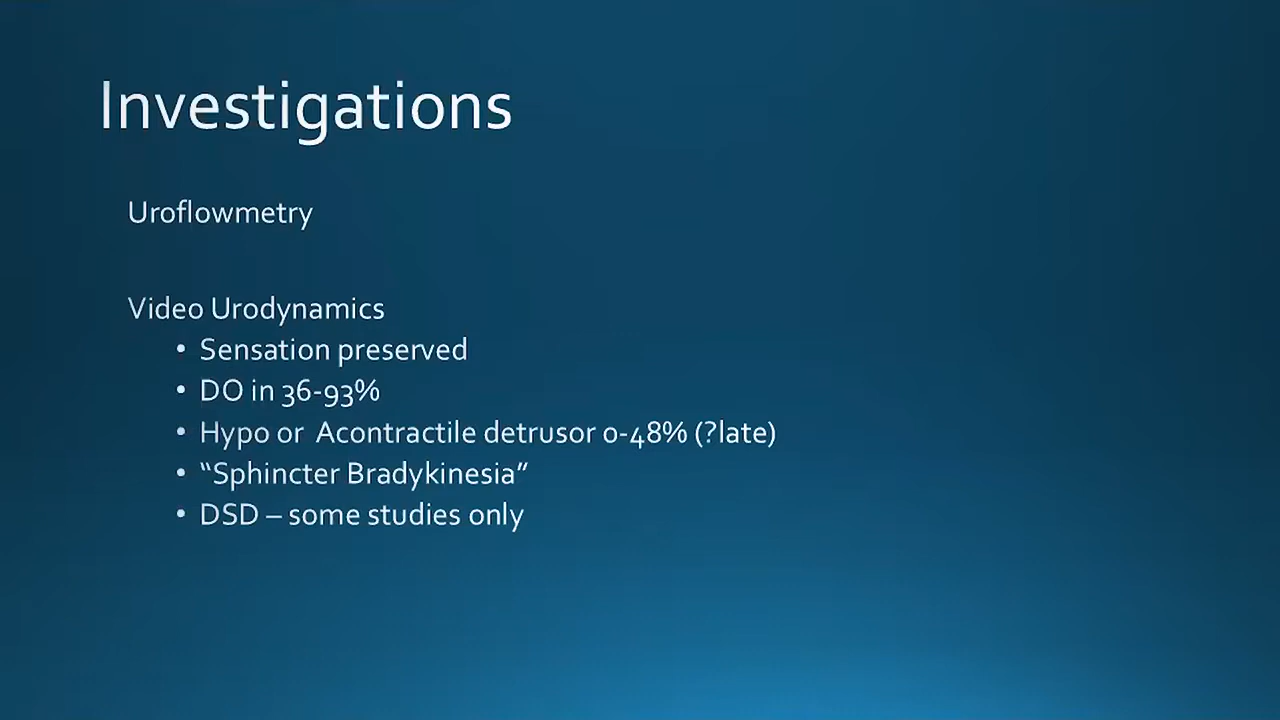 Investigations
Uroflowmetry
Video Urodynamics
• Sensation preserved
• DO in 36-93%
• Hypo or  Acontractile detrusor 0-48% (?late)
• “Sphincter Bradykinesia”
• DSD – some studies only